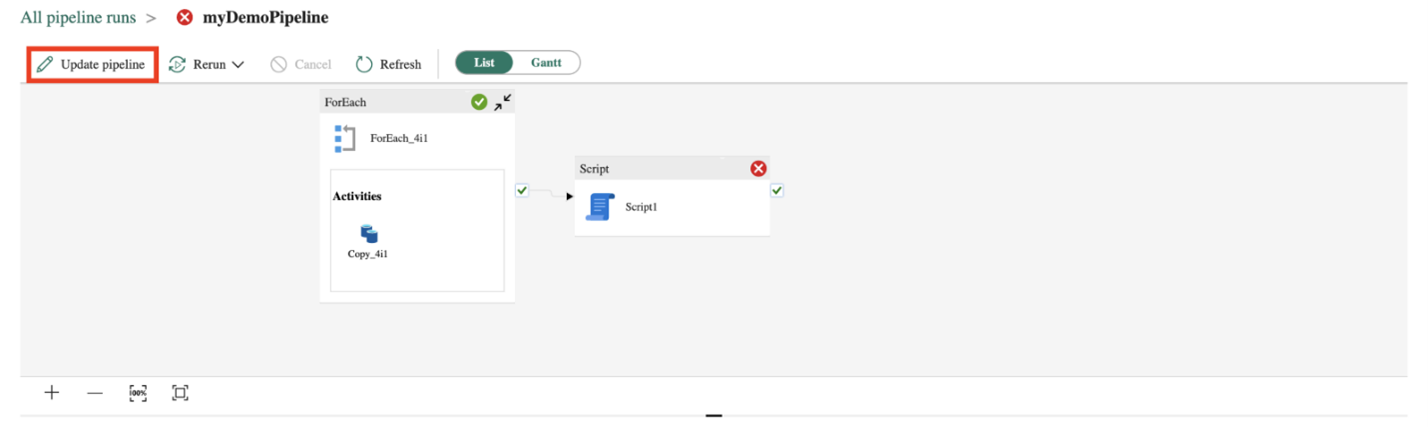 All pipeline runs > myDemoPipeline
Update pipeline Rerun Cancel Refresh List Gantt
ForEach
ForEach_4i1
Activities
Copy_4i1
Script
Script1
100%